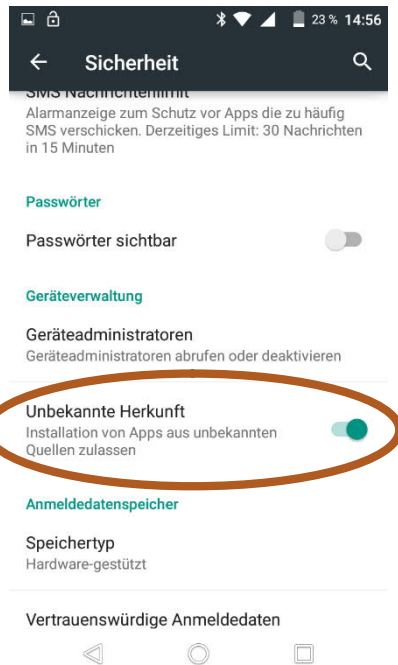 23 % 14:56
Sicherheit
SMS Nachrichtenlimit
Alarmanzeige zum Schutz vor Apps die zu häufig
SMS verschicken. Derzeitiges Limit: 30 Nachrichten
in 15 Minuten
Passwörter
Passwörter sichtbar
Geräteverwaltung
Geräteadministratoren
Geräteadministratoren abrufen oder deaktivieren
Unbekannte Herkunft
Installation von Apps aus unbekannten
Quellen zulassen
Anmeldedatenspeicher
Speichertyp
Hardware-gestützt
Vertrauenswürdige Anmeldedaten